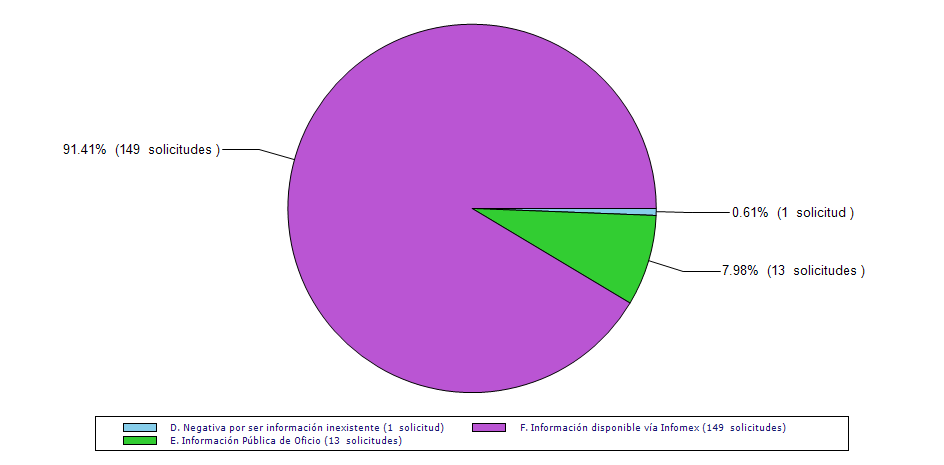 91.41% (149 solicitudes )
0.61% (1 solicitud )
7.98% (13 solicitudes )
D. Negativa por ser información inexistente (1 solicitud)
F. Información disponible vía Infomex (149 solicitudes)
E. Información Pública de Oficio (13 solicitudes)